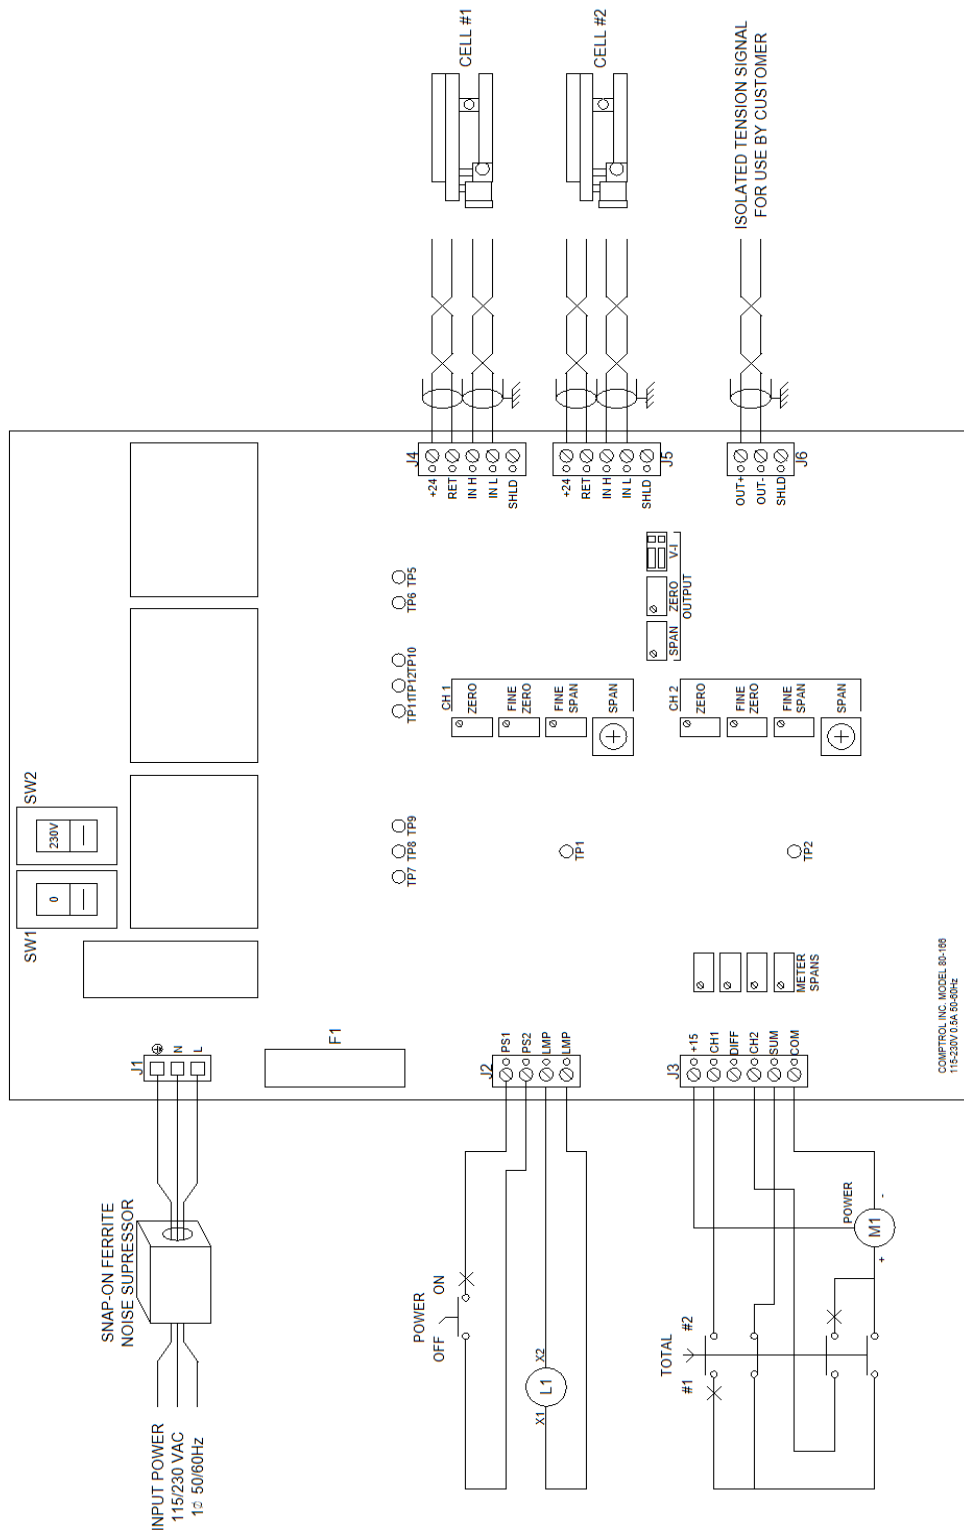 CELL #1
CELL #2
ISOLATED TENSION SIGNAL
FOR USE BY CUSTOMER
J4
+24
RET
IN H
IN L
SHLD
J5
+24
RET
IN H
IN L
SHLD
J6
OUT+
OUT-
SHLD
TP5
TP6
TP10
TP12
TP11
TP9
TP8
TP7
TP1
TP2
V-I
ZERO
SPAN
OUTPUT
CH 1
ZERO
FINE
ZERO
FINE
SPAN
SPAN
CH 2
ZERO
FINE
ZERO
FINE
SPAN
SPAN
SW2
230V
SW1
0
METER
SPANS
COMPTROL INC. MODEL 80-166
115-230V 0.5A 50-60Hz
J1
N
L
F1
J2
PS1
PS2
LMP
LMP
J3
+15
CH1
DIFF
CH2
SUM
COM
SNAP-ON FERRITE
NOISE SUPRESSOR
INPUT POWER
115/230 VAC
1ø 50/60Hz
POWER
OFF
ON
X1
L1
X2
TOTAL
#1
#2
POWER
M1
+
-